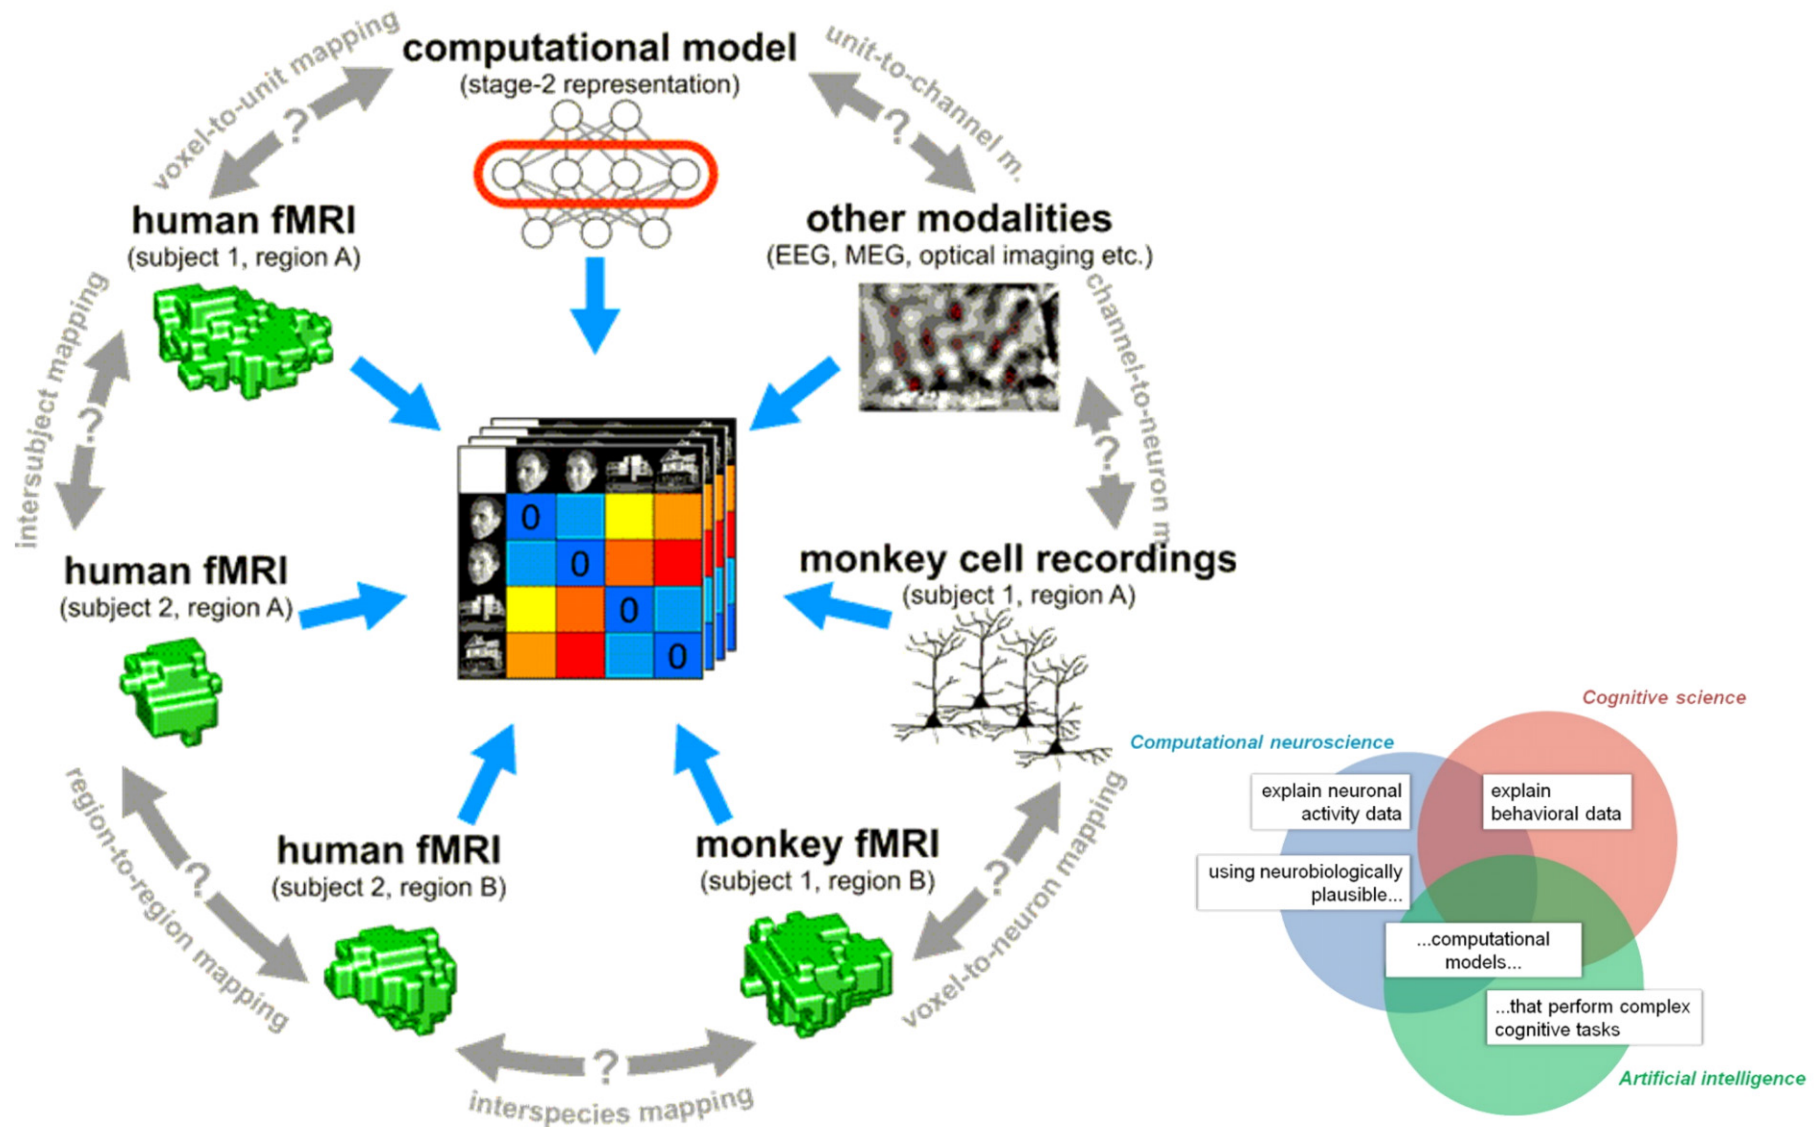 voxel-to-unit mapping
?
computational model
(stage-2 representation)
unit-to-channel m.
?
human fMRI
(subject 1, region A)
other modalities
(EEG, MEG, optical imaging etc.)
intersubject mapping
?
channel-to-neuron m
?
0
0
0
0
human fMRI
(subject 2, region A)
monkey cell recordings
(subject 1, region A)
region-to-region mapping
?
human fMRI
(subject 2, region B)
monkey fMRI
(subject 1, region B)
voxel-to-neuron mapping
?
?
interspecies mapping
Cognitive science
Computational neuroscience
explain neuronal
activity data
explain
behavioral data
using neurobiologically
plausible...
...computational
models...
...that perform complex
cognitive tasks
Artificial intelligence